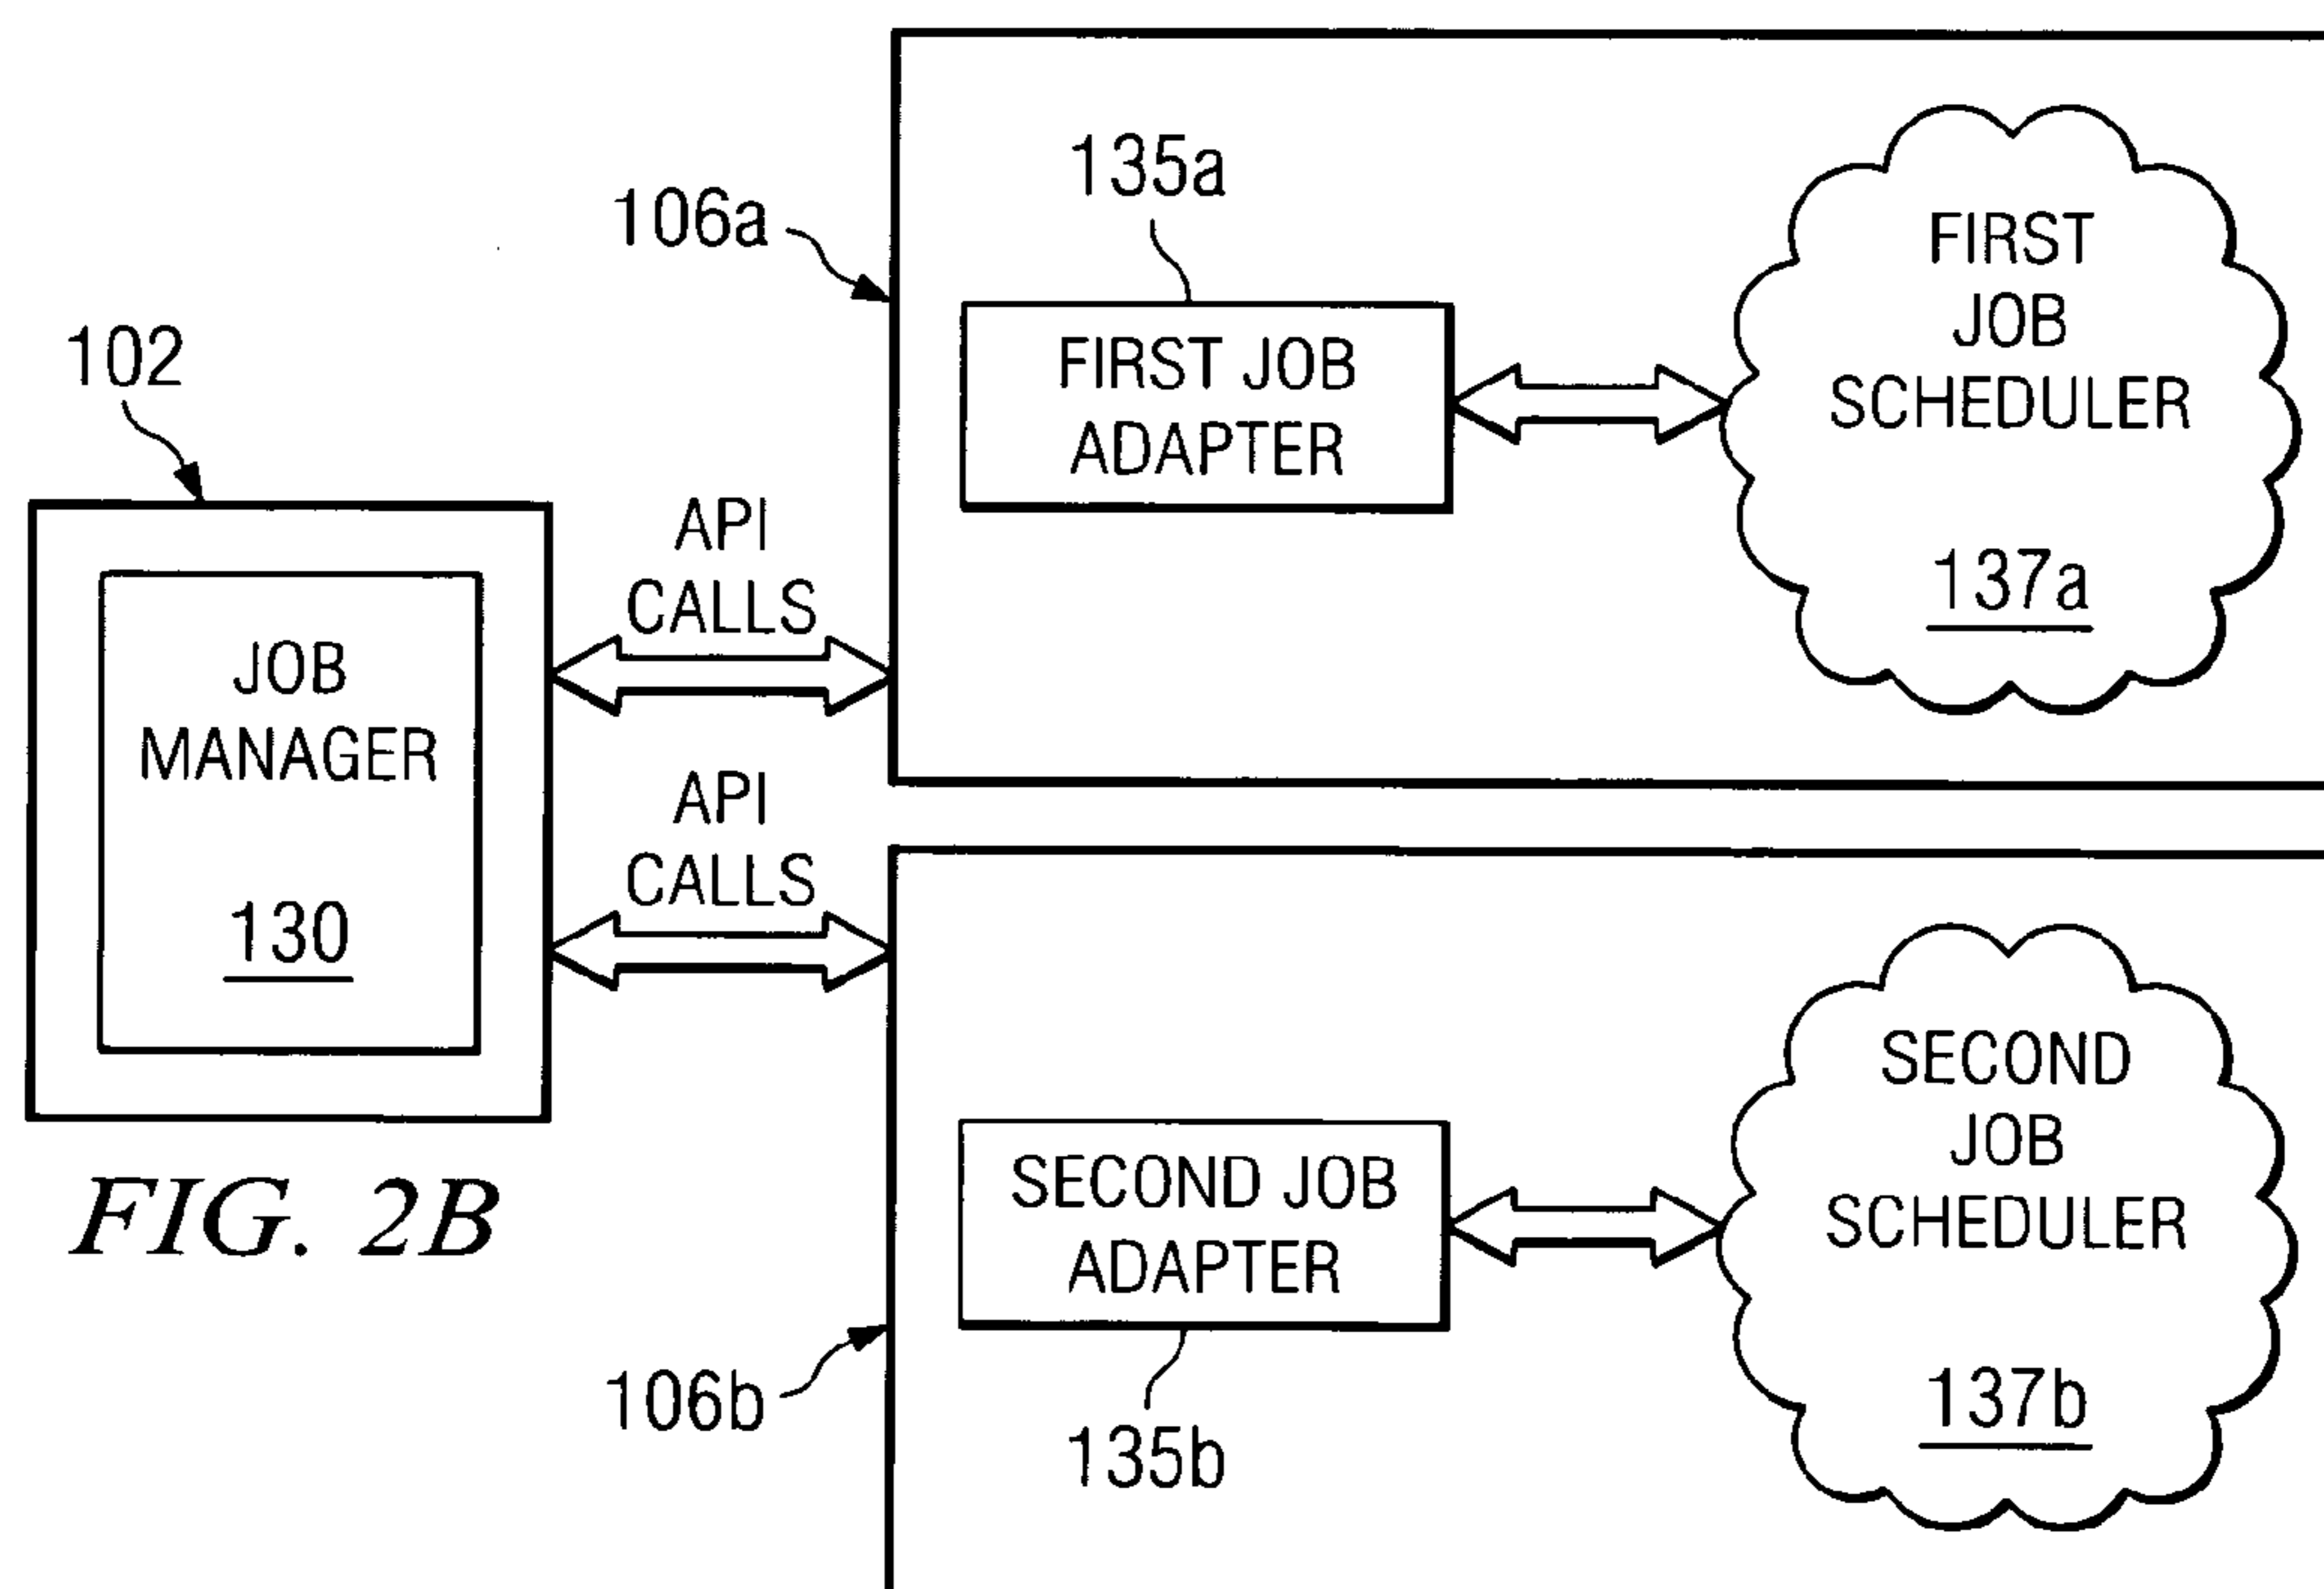 135a
106a
FIRST
JOB
SCHEDULER
137a
FIRST JOB
ADAPTER
102
API
CALLS
JOB
MANAGER
130
API
CALLS
SECOND
JOB
SCHEDULER
137b
SECOND JOB
ADAPTER
106b
135b
FIG. 2B